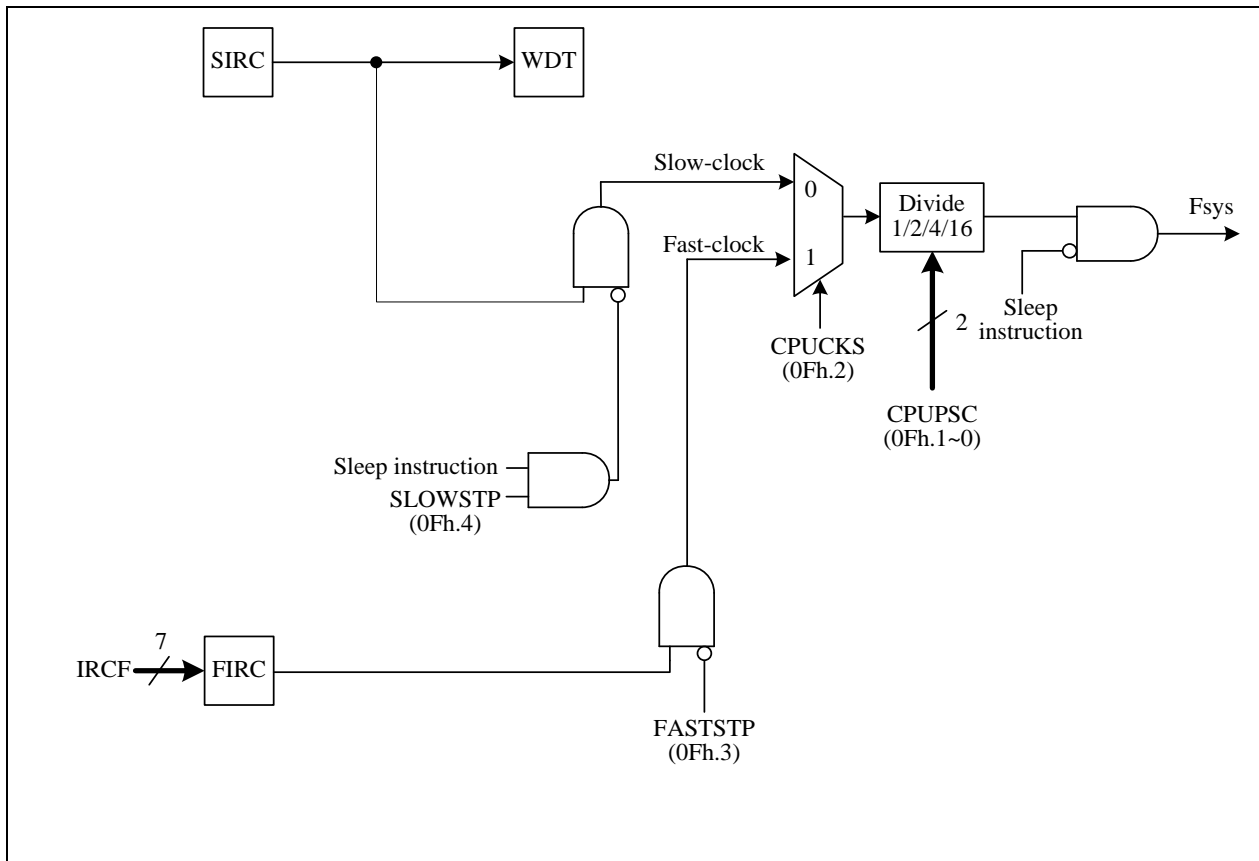 SIRC
WDT
Slow-clock
0
Divide
1/2/4/16
Fsys
Fast-clock
1
Sleep
instruction
2
CPUCKS
(0Fh.2)
CPUPSC
(0Fh.1~0)
Sleep instruction
SLOWSTP
(0Fh.4)
7
IRCF
FIRC
FASTSTP
(0Fh.3)